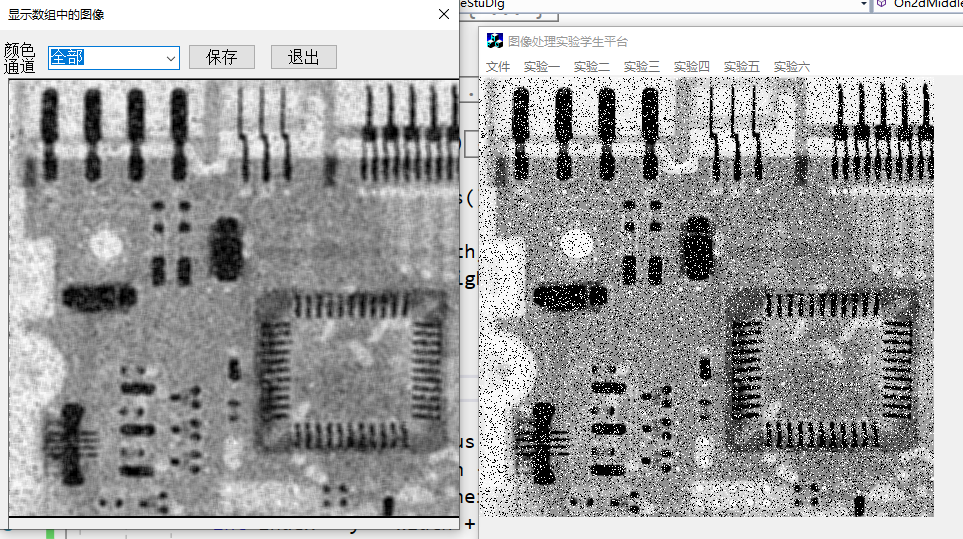 显示数组中的图像
颜色
通道
全部
保存
退出
eStuDlg
On2dMiddle
图像处理实验学生平台
文件 实验一 实验二 实验三 实验四 实验五 实验六
s(
th
us